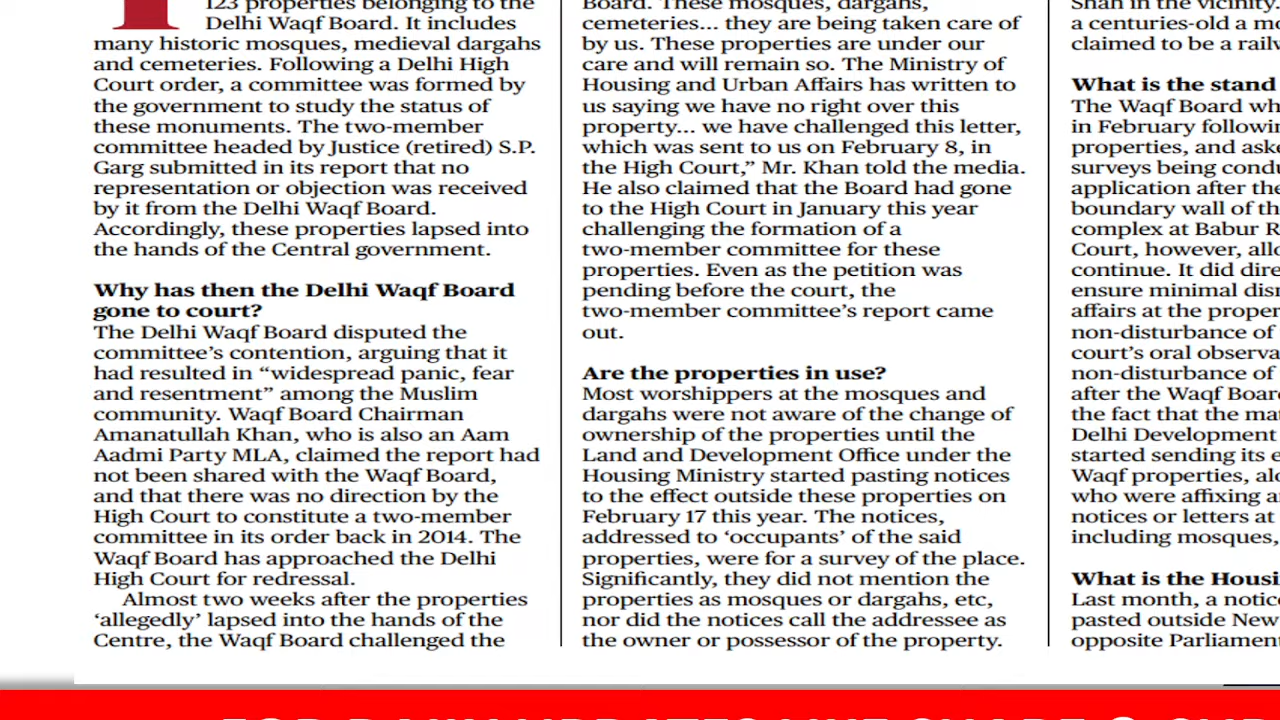 123 properties belonging to the
Delhi Waqf Board. It includes
many historic mosques, medieval dargahs
and cemeteries. Following a Delhi High
Court order, a committee was formed by
the government to study the status of
these monuments. The two-member
committee headed by Justice (retired) S.P.
Garg submitted in its report that no
representation or objection was received
by it from the Delhi Waqf Board.
Accordingly, these properties lapsed into
the hands of the Central government.
Why has then the Delhi Waqf Board
gone to court?
The Delhi Waqf Board disputed the
committee’s contention, arguing that it
had resulted in “widespread panic, fear
and resentment” among the Muslim
community. Waqf Board Chairman
Amanatullah Khan, who is also an Aam
Aadmi Party MLA, claimed the report had
not been shared with the Waqf Board,
and that there was no direction by the
High Court to constitute a two-member
committee in its order back in 2014. The
Waqf Board has approached the Delhi
High Court for redressal.
Almost two weeks after the properties
‘allegedly’ lapsed into the hands of the
Centre, the Waqf Board challenged the
Board. These mosques, dargahs,
cemeteries... they are being taken care of
by us. These properties are under our
care and will remain so. The Ministry of
Housing and Urban Affairs has written to
us saying we have no right over this
property... we have challenged this letter,
which was sent to us on February 8, in
the High Court,” Mr. Khan told the media.
He also claimed that the Board had gone
to the High Court in January this year
challenging the formation of a
two-member committee for these
properties. Even as the petition was
pending before the court, the
two-member committee’s report came
out.
Are the properties in use?
Most worshippers at the mosques and
dargahs were not aware of the change of
ownership of the properties until the
Land and Development Office under the
Housing Ministry started pasting notices
to the effect outside these properties on
February 17 this year. The notices,
addressed to ‘occupants’ of the said
properties, were for a survey of the place.
Significantly, they did not mention the
properties as mosques or dargahs, etc,
nor did the notices call the addressee as
the owner or possessor of the property.
Shah in the vicinity.
a centuries-old a mo
claimed to be a railw
What is the stand
The Waqf Board wh
in February followin
properties, and aske
surveys being condu
application after the
boundary wall of th
complex at Babur R
Court, however, allo
continue. It did dire
ensure minimal disr
affairs at the proper
non-disturbance of
court’s oral observa
non-disturbance of
after the Waqf Boar
the fact that the ma
Delhi Development
started sending its e
Waqf properties, alo
who were affixing a
notices or letters at
including mosques,
What is the Housi
Last month, a notic
pasted outside New
opposite Parliament